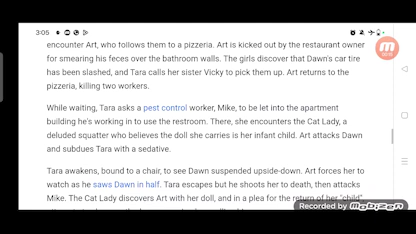 3:05
encounter Art, who follows them to a pizzeria. Art is kicked out by the restaurant owner
for smearing his feces over the bathroom walls. The girls discover that Dawn's car tire
has been slashed, and Tara calls her sister Vicky to pick them up. Art returns to the
pizzeria, killing two workers.
While waiting, Tara asks a pest control worker, Mike, to be let into the apartment
building he's working in to use the restroom. There, she encounters the Cat Lady, a
deluded squatter who believes the doll she carries is her infant child. Art attacks Dawn
and subdues Tara with a sedative.
Tara awakens, bound to a chair, to see Dawn suspended upside-down. Art forces her to
watch as he saws Dawn in half. Tara escapes but he shoots her to death, then attacks
Mike. The Cat Lady discovers Art with her doll, and in a plea for the return of her "child"
Recorded by Mobizen